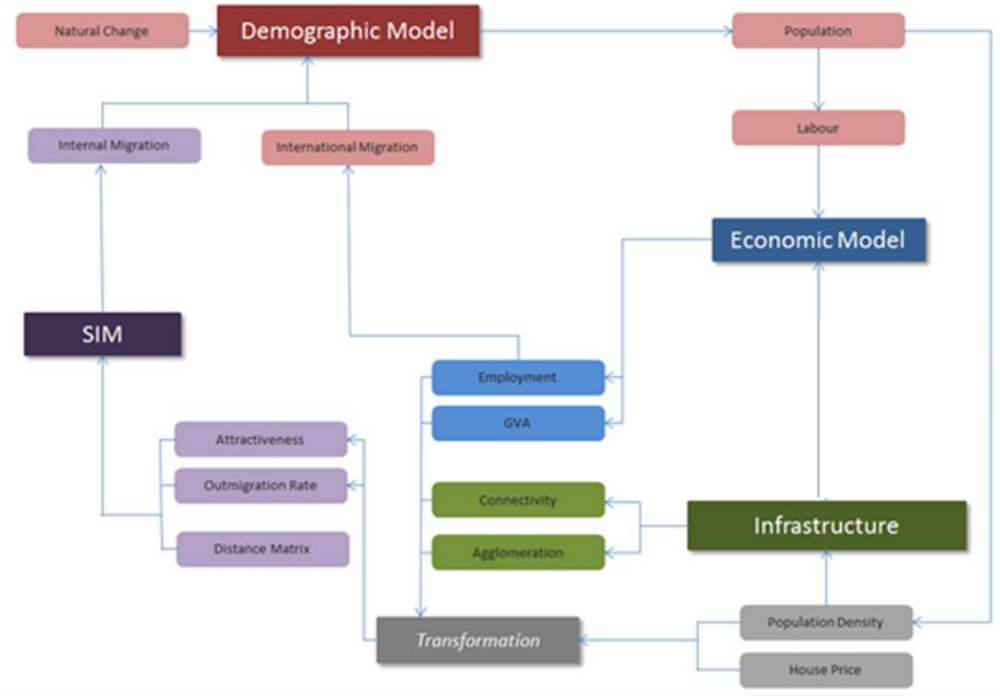 Natural Change
Demographic Model
Population
Labour
Internal Migration
International Migration
Economic Model
SIM
Employment
GVA
Attractiveness
Outmigration Rate
Distance Matrix
Connectivity
Agglomeration
Infrastructure
Transformation
Population Density
House Price